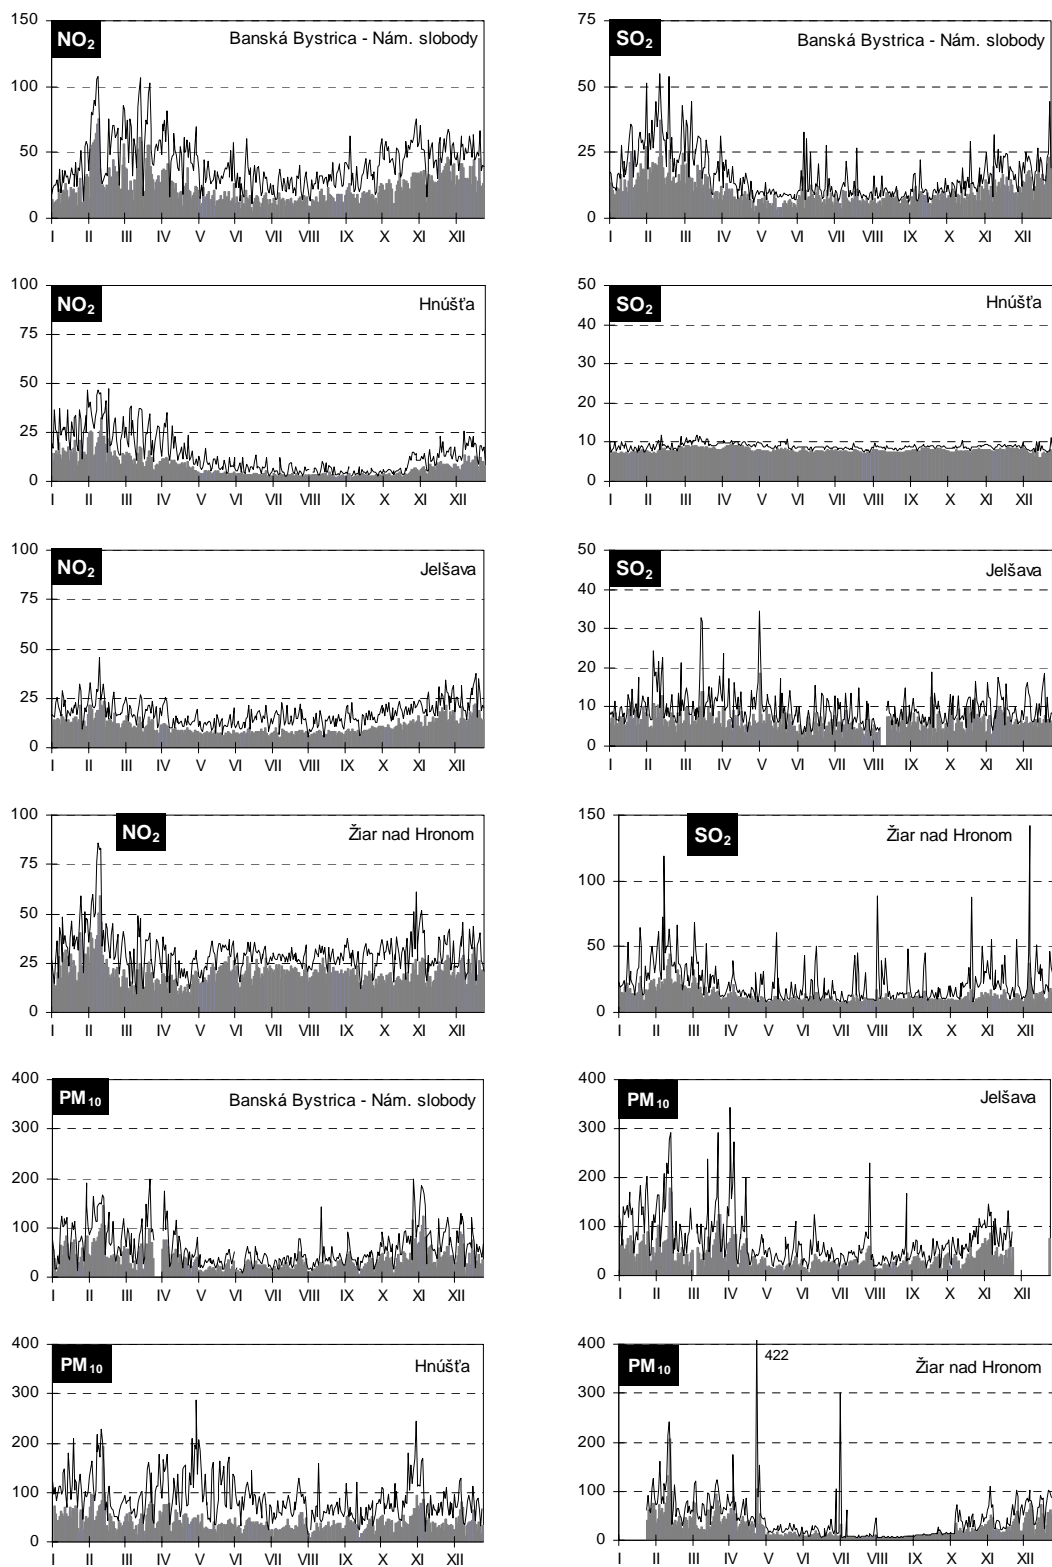 NO2 Banská Bystrica - Nám. slobody
150
100
50
0
I II III IV V VI VII VIII IX X XI XII
SO2 Banská Bystrica - Nám. slobody
75
50
25
0
I II III IV V VI VII VIII IX X XI XII
NO2 Hnúšťa
100
75
50
25
0
I II III IV V VI VII VIII IX X XI XII
SO2 Hnúšťa
50
40
30
20
10
0
I II III IV V VI VII VIII IX X XI XII
NO2 Jelšava
100
75
50
25
0
I II III IV V VI VII VIII IX X XI XII
SO2 Jelšava
50
40
30
20
10
0
I II III IV V VI VII VIII IX X XI XII
NO2 Žiar nad Hronom
100
75
50
25
0
I II III IV V VI VII VIII IX X XI XII
SO2 Žiar nad Hronom
150
100
50
0
I II III IV V VI VII VIII IX X XI XII
PM10 Banská Bystrica - Nám. slobody
400
300
200
100
0
I II III IV V VI VII VIII IX X XI XII
PM10 Jelšava
400
300
200
100
0
I II III IV V VI VII VIII IX X XI XII
PM10 Hnúšťa
400
300
200
100
0
I II III IV V VI VII VIII IX X XI XII
PM10 422 Žiar nad Hronom
400
300
200
100
0
I II III IV V VI VII VIII IX X XI XII